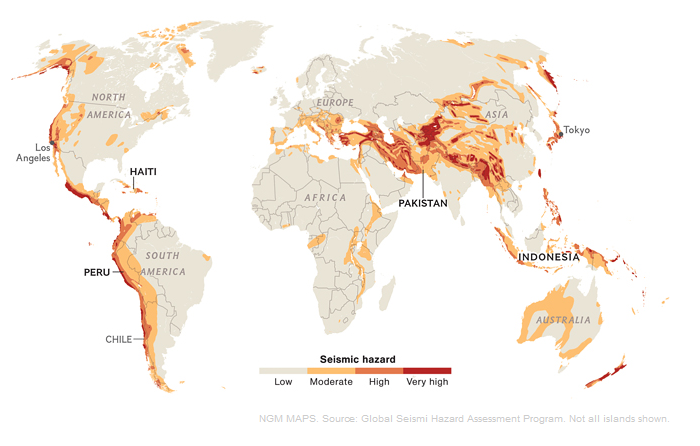 NORTH
AMERICA
EUROPE
ASIA
Tokyo
Los
Angeles
HAITI
AFRICA
PAKISTAN
SOUTH
AMERICA
PERU
INDONESIA
AUSTRALIA
CHILE
Seismic hazard
Low Moderate High Very high
NGM MAPS. Source: Global Seismi Hazard Assessment Program. Not all islands shown.